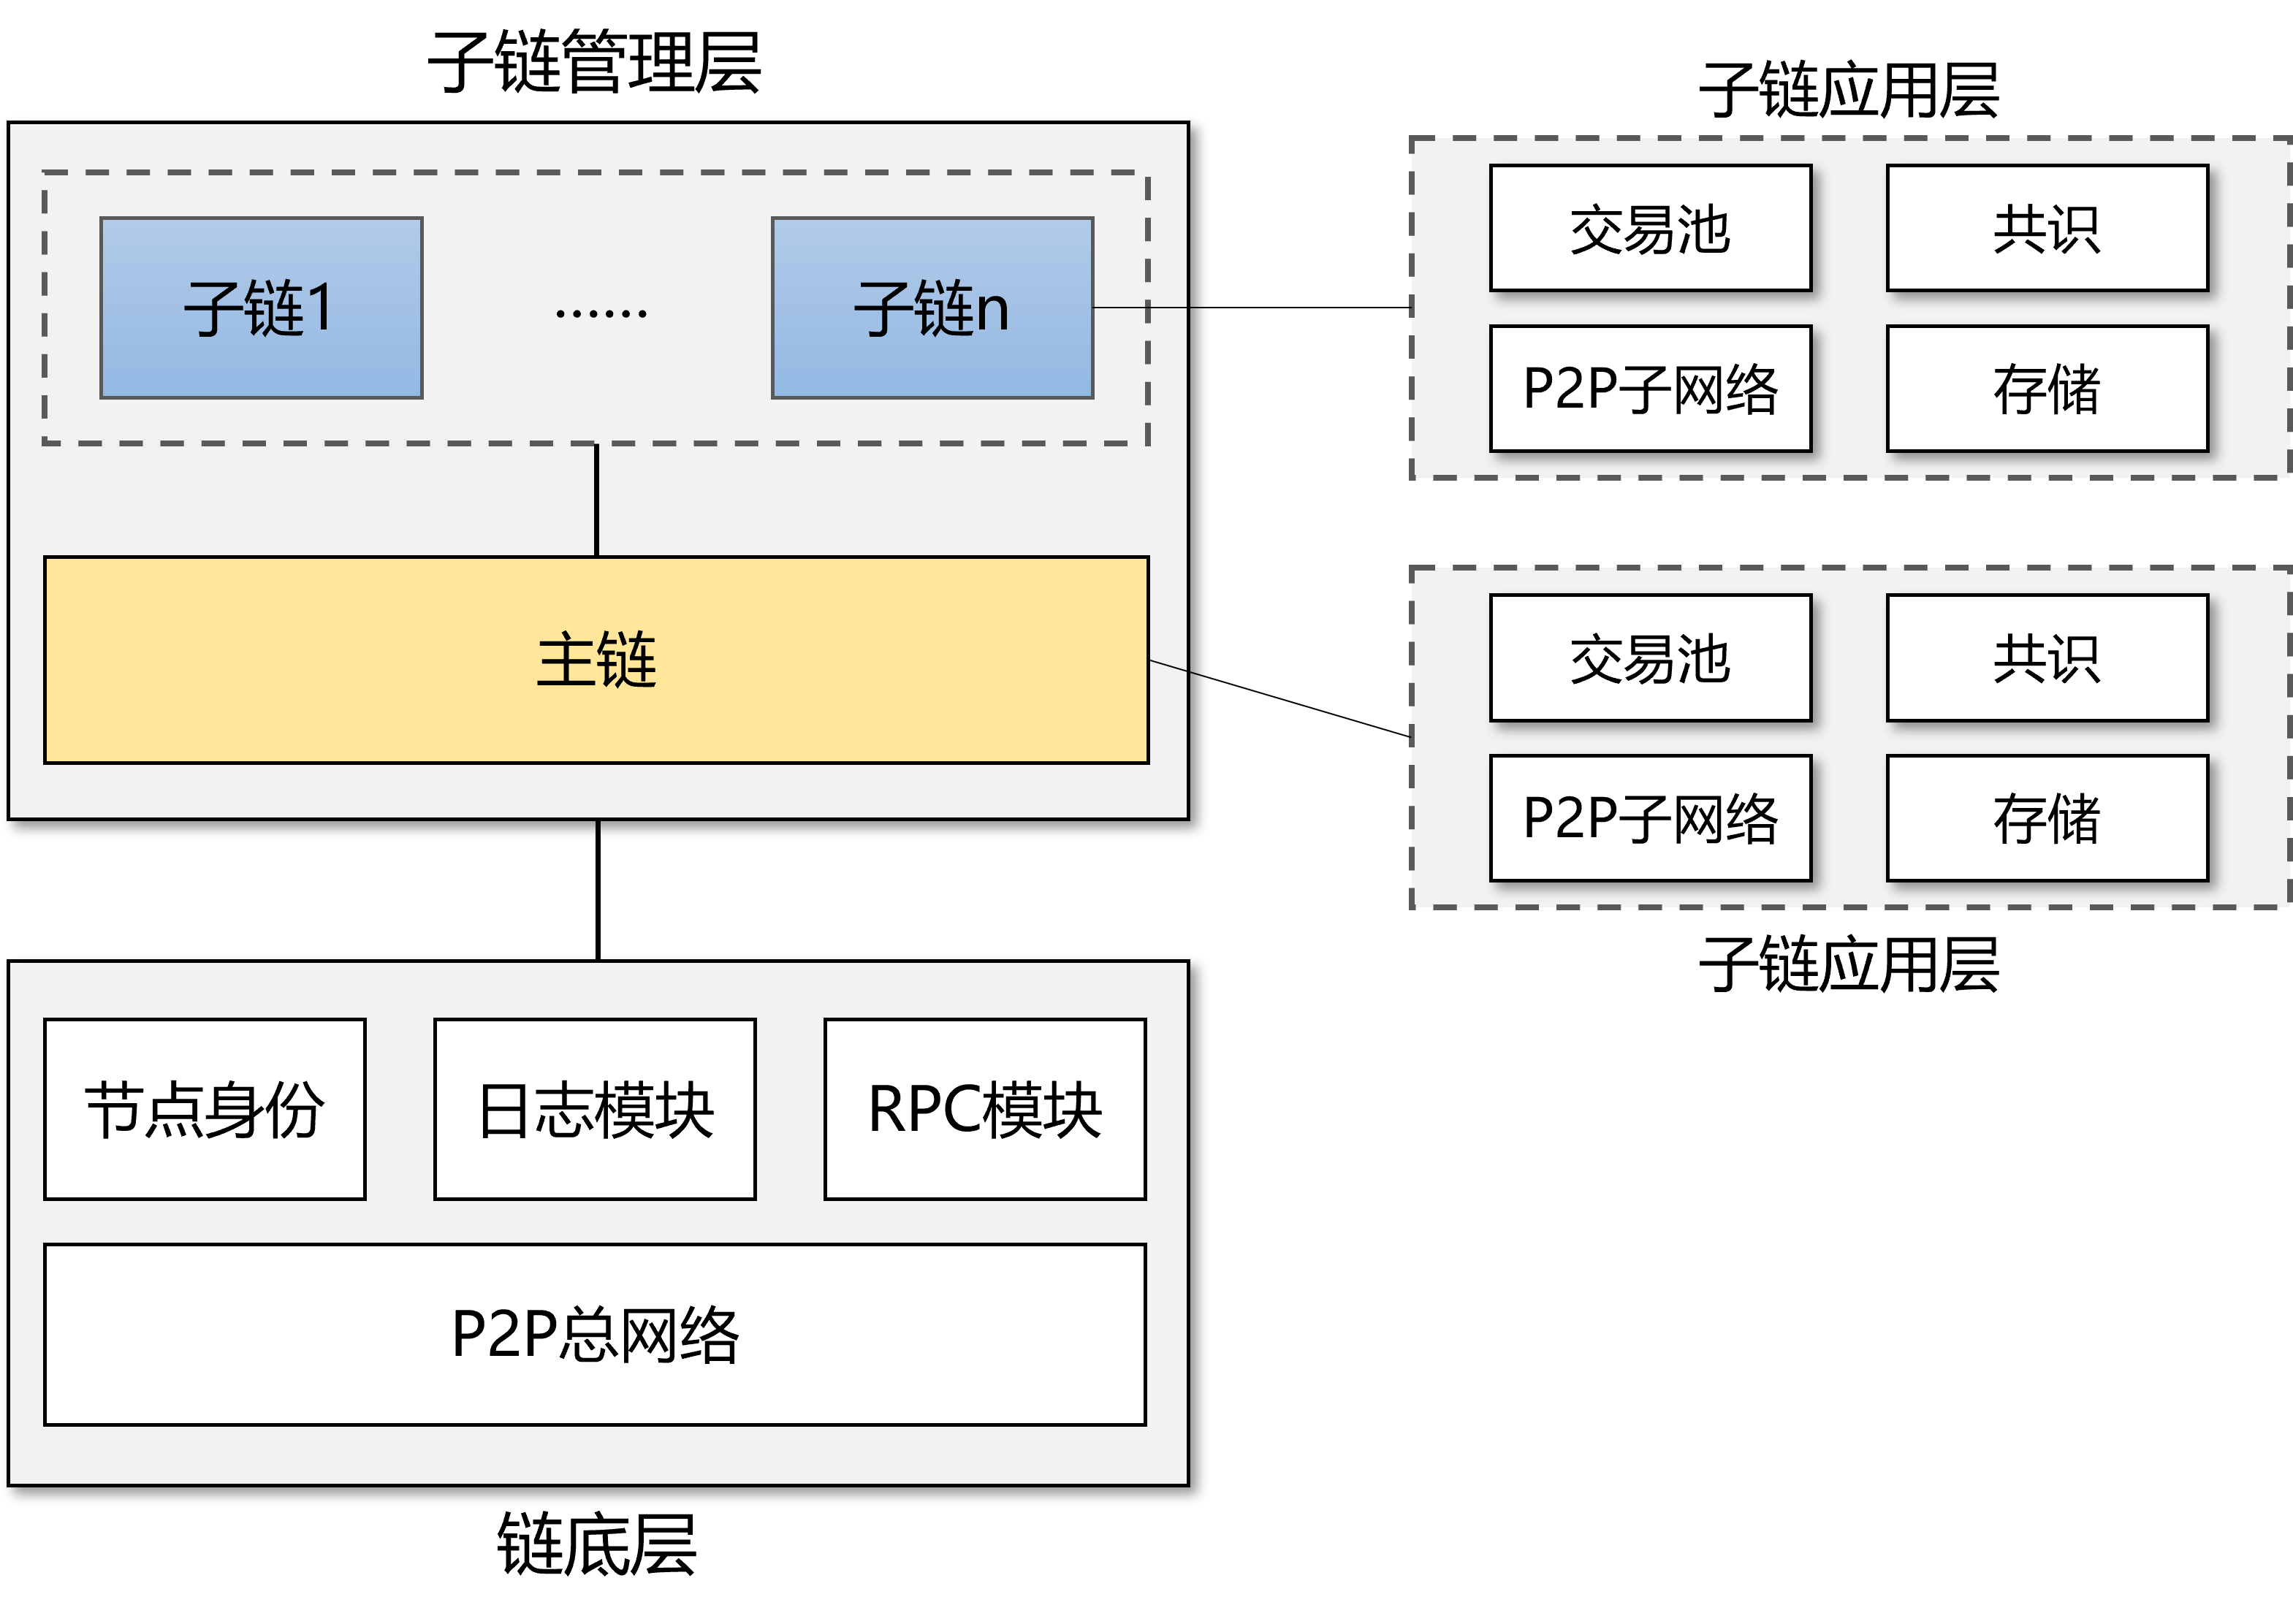 子链管理层
子链1
......
子链n
主链
子链应用层
交易池
共识
P2P子网络
存储
交易池
共识
P2P子网络
存储
子链应用层
节点身份
日志模块
RPC模块
P2P总网络
链底层